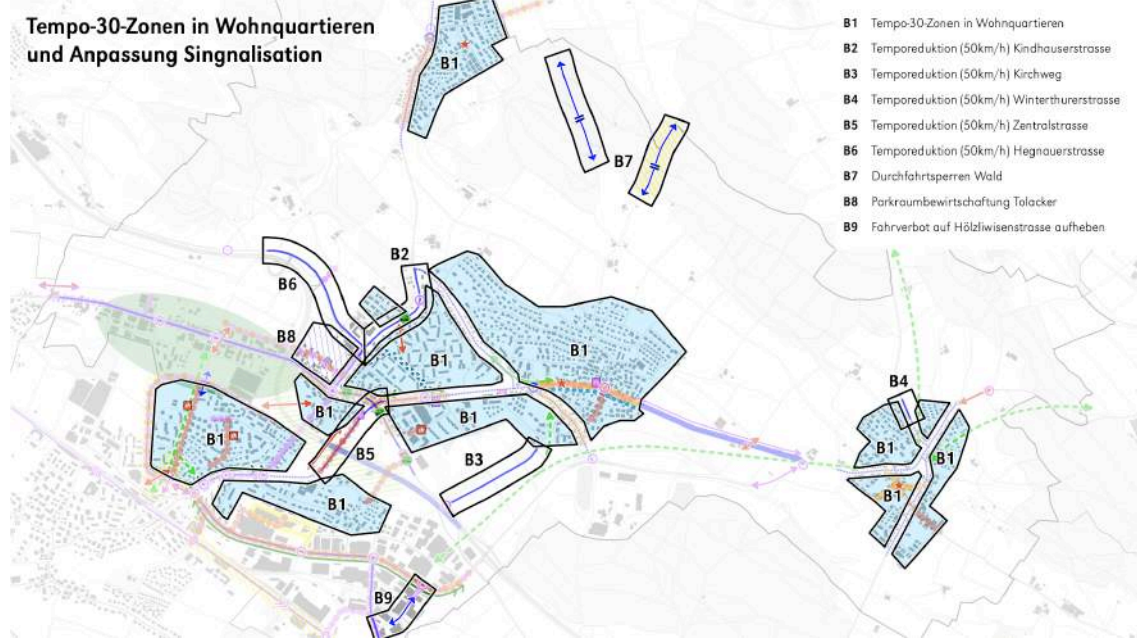 Tempo-30-Zonen in Wohnquartieren
und Anpassung Singnalisation
B1 Tempo-30-Zonen in Wohnquartieren
B2 Temporeduktion (50km/h) Kindhauserstrasse
B3 Temporeduktion (50km/h) Kirchweg
B4 Temporeduktion (50km/h) Winterthurerstrasse
B5 Temporeduktion (50km/h) Zentralstrasse
B6 Temporeduktion (50km/h) Hegnauerstrasse
B7 Durchfahrtsperren Wald
B8 Parkraumbewirtschaftung Tolacker
B9 Fahrverbot auf Hölzliwisenstrasse aufheben
B1
B7
B2
B6
B8
B1
B1
B4
B1
B1
B1
B1
B1
B5
B3
B1
B1
B9